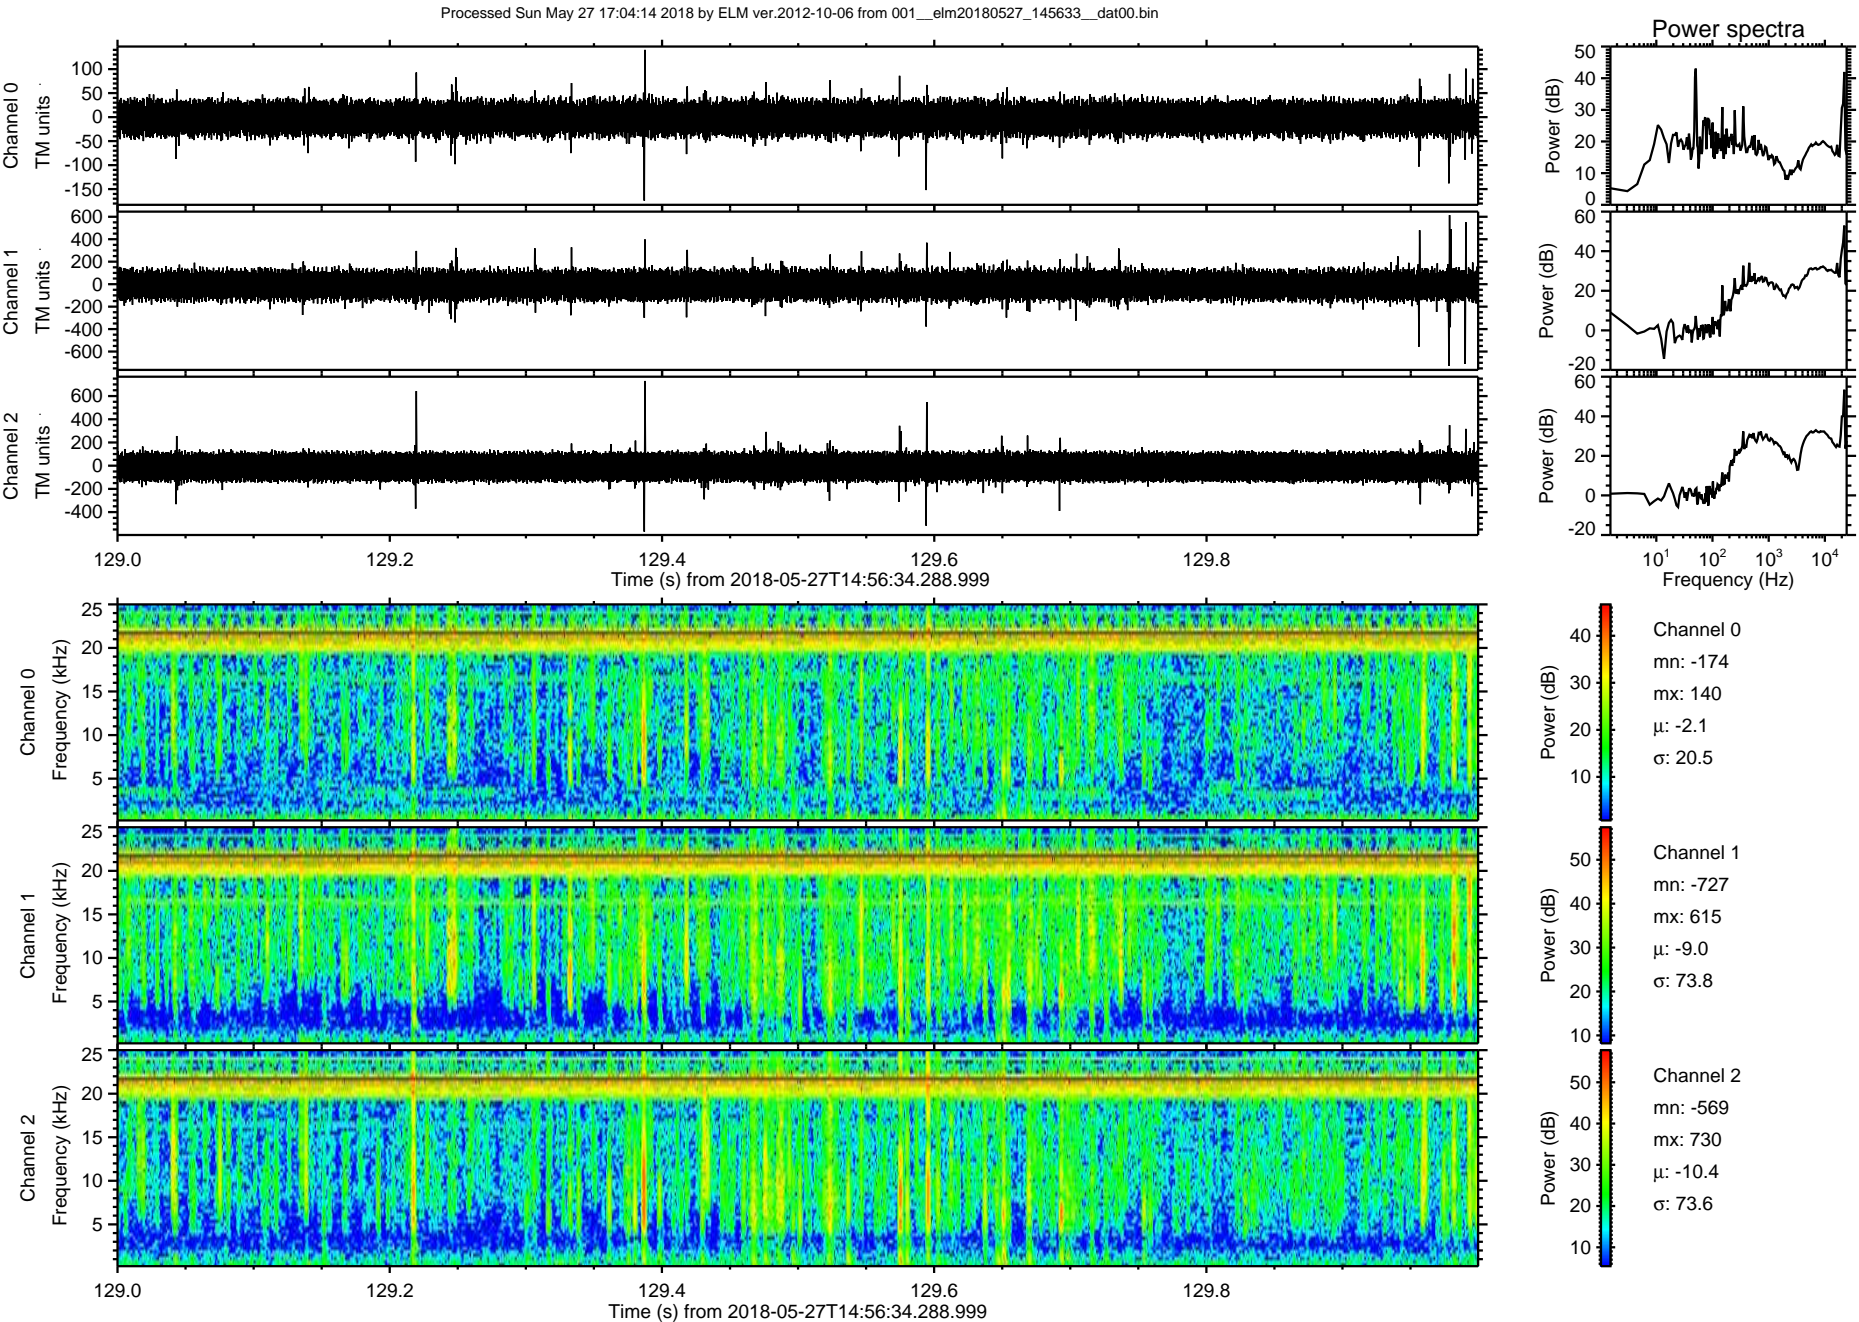 Processed Sun May 27 17:04:14 2018 by ELM ver.2012-10-06 from 001__elm20180527_145633__dat00.bin
Power spectra
Channel 0
TM units
100
50
0
-50
-100
-150
Power (dB)
50
40
30
20
10
0
Channel 1
TM units
600
400
200
0
-200
-400
-600
Power (dB)
60
40
20
0
-20
Channel 2
TM units
600
400
200
0
-200
-400
Power (dB)
60
40
20
0
-20
129.0
129.2
129.4
129.6
129.8
Time (s) from 2018-05-27T14:56:34.288.999
10^1
10^2
10^3
10^4
Frequency (Hz)
Channel 0
Frequency (kHz)
25
20
15
10
5
Power (dB)
40
30
20
10
Channel 0
mn: -174
mx: 140
µ: -2.1
σ: 20.5
Channel 1
Frequency (kHz)
25
20
15
10
5
Power (dB)
50
40
30
20
10
Channel 1
mn: -727
mx: 615
µ: -9.0
σ: 73.8
Channel 2
Frequency (kHz)
25
20
15
10
5
Power (dB)
50
40
30
20
10
Channel 2
mn: -569
mx: 730
µ: -10.4
σ: 73.6
129.0
129.2
129.4
129.6
129.8
Time (s) from 2018-05-27T14:56:34.288.999